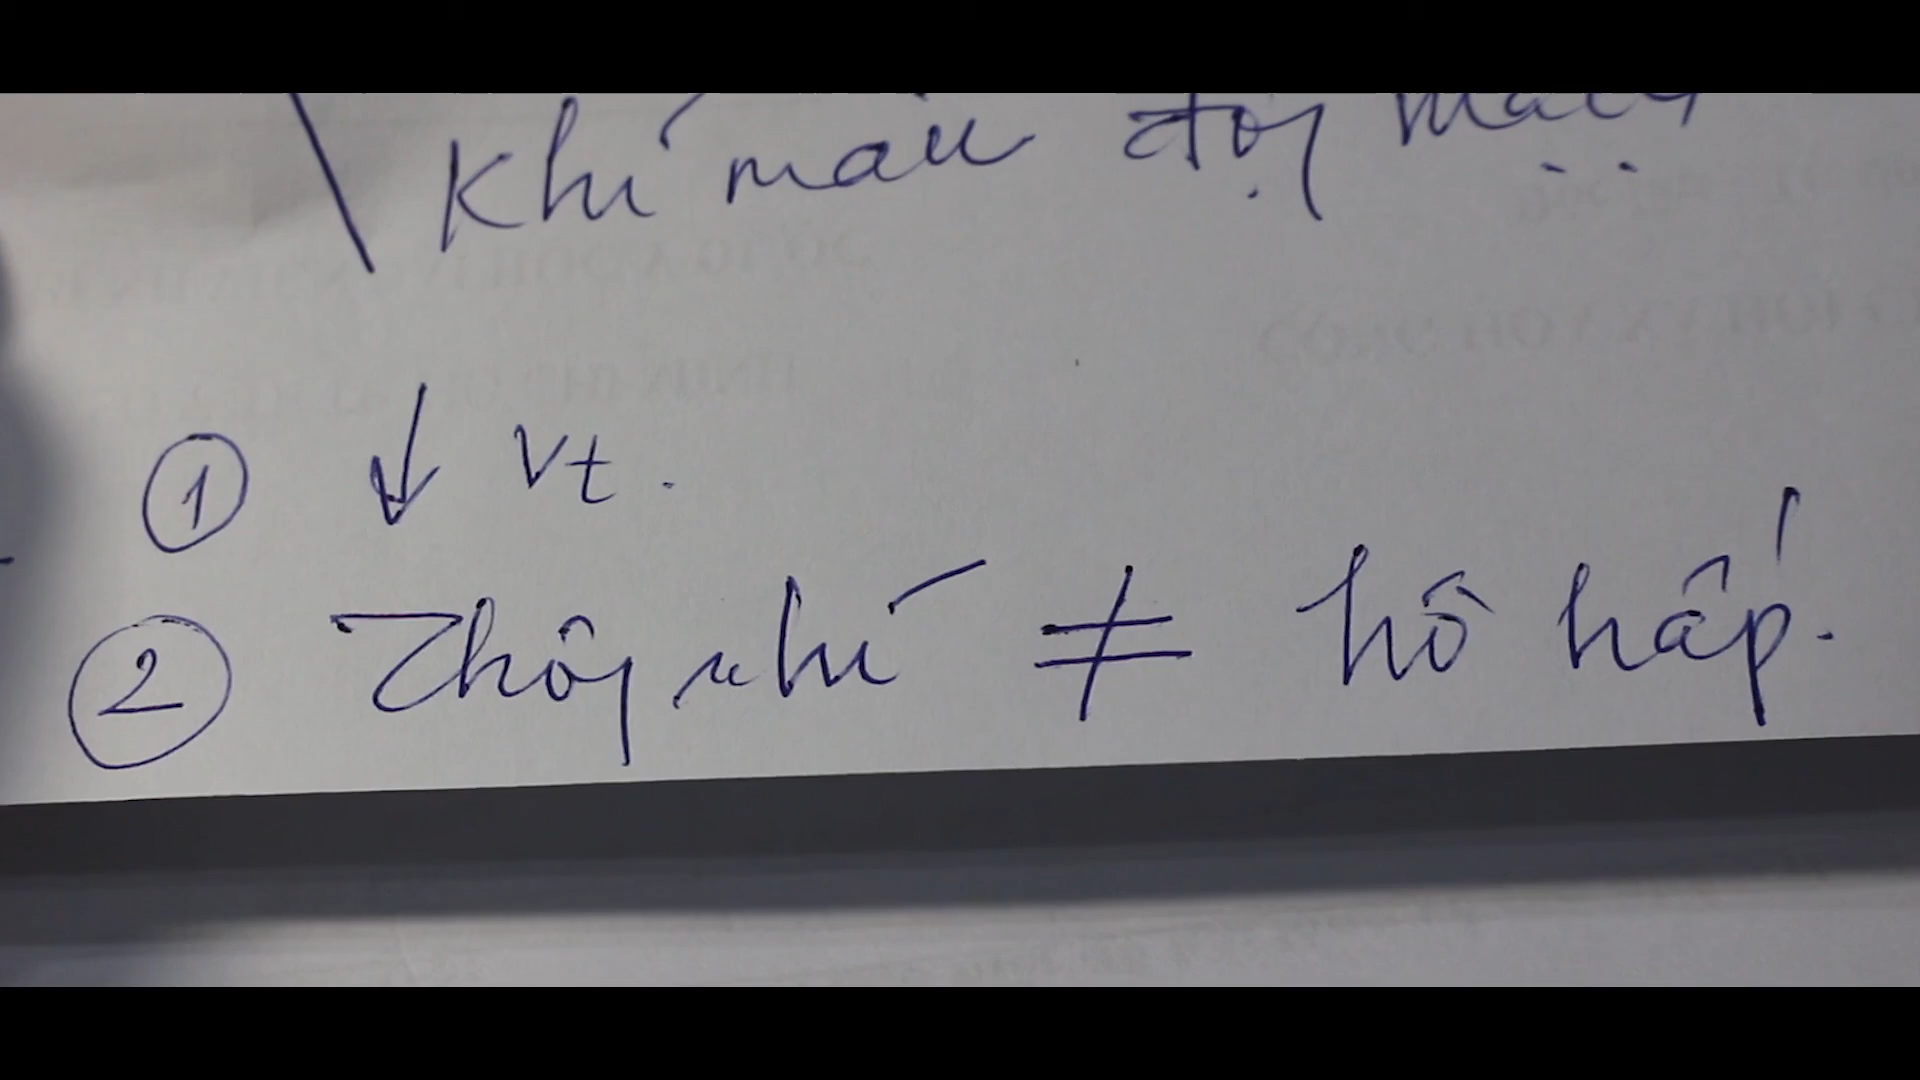 Khí máu động mạch
① ↓ Vt.
② Thông khí ≠ hô hấp.